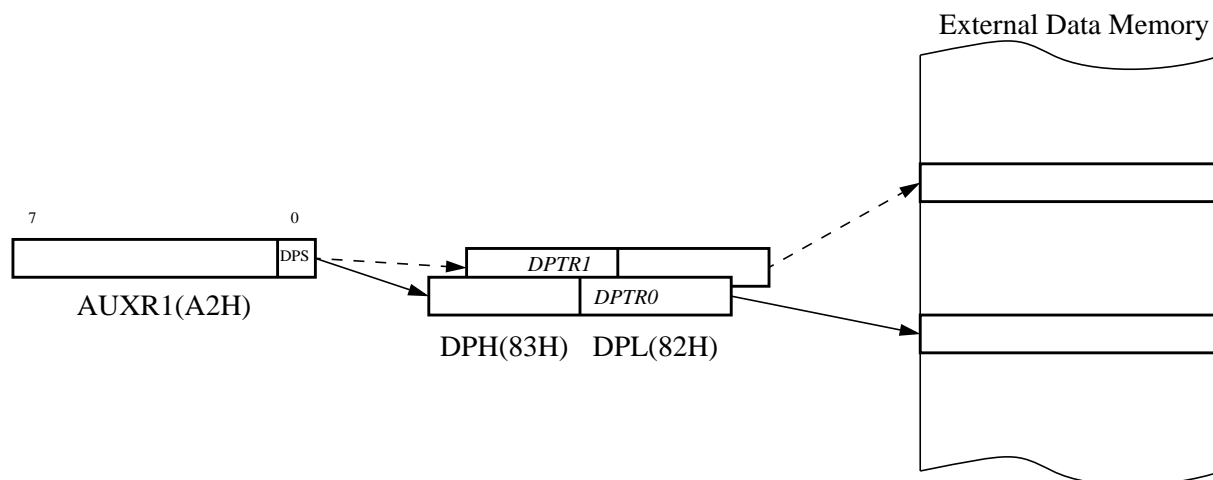 External Data Memory
7
0
DPS
DPTR1
DPTR0
AUXR1(A2H)
DPH(83H) DPL(82H)